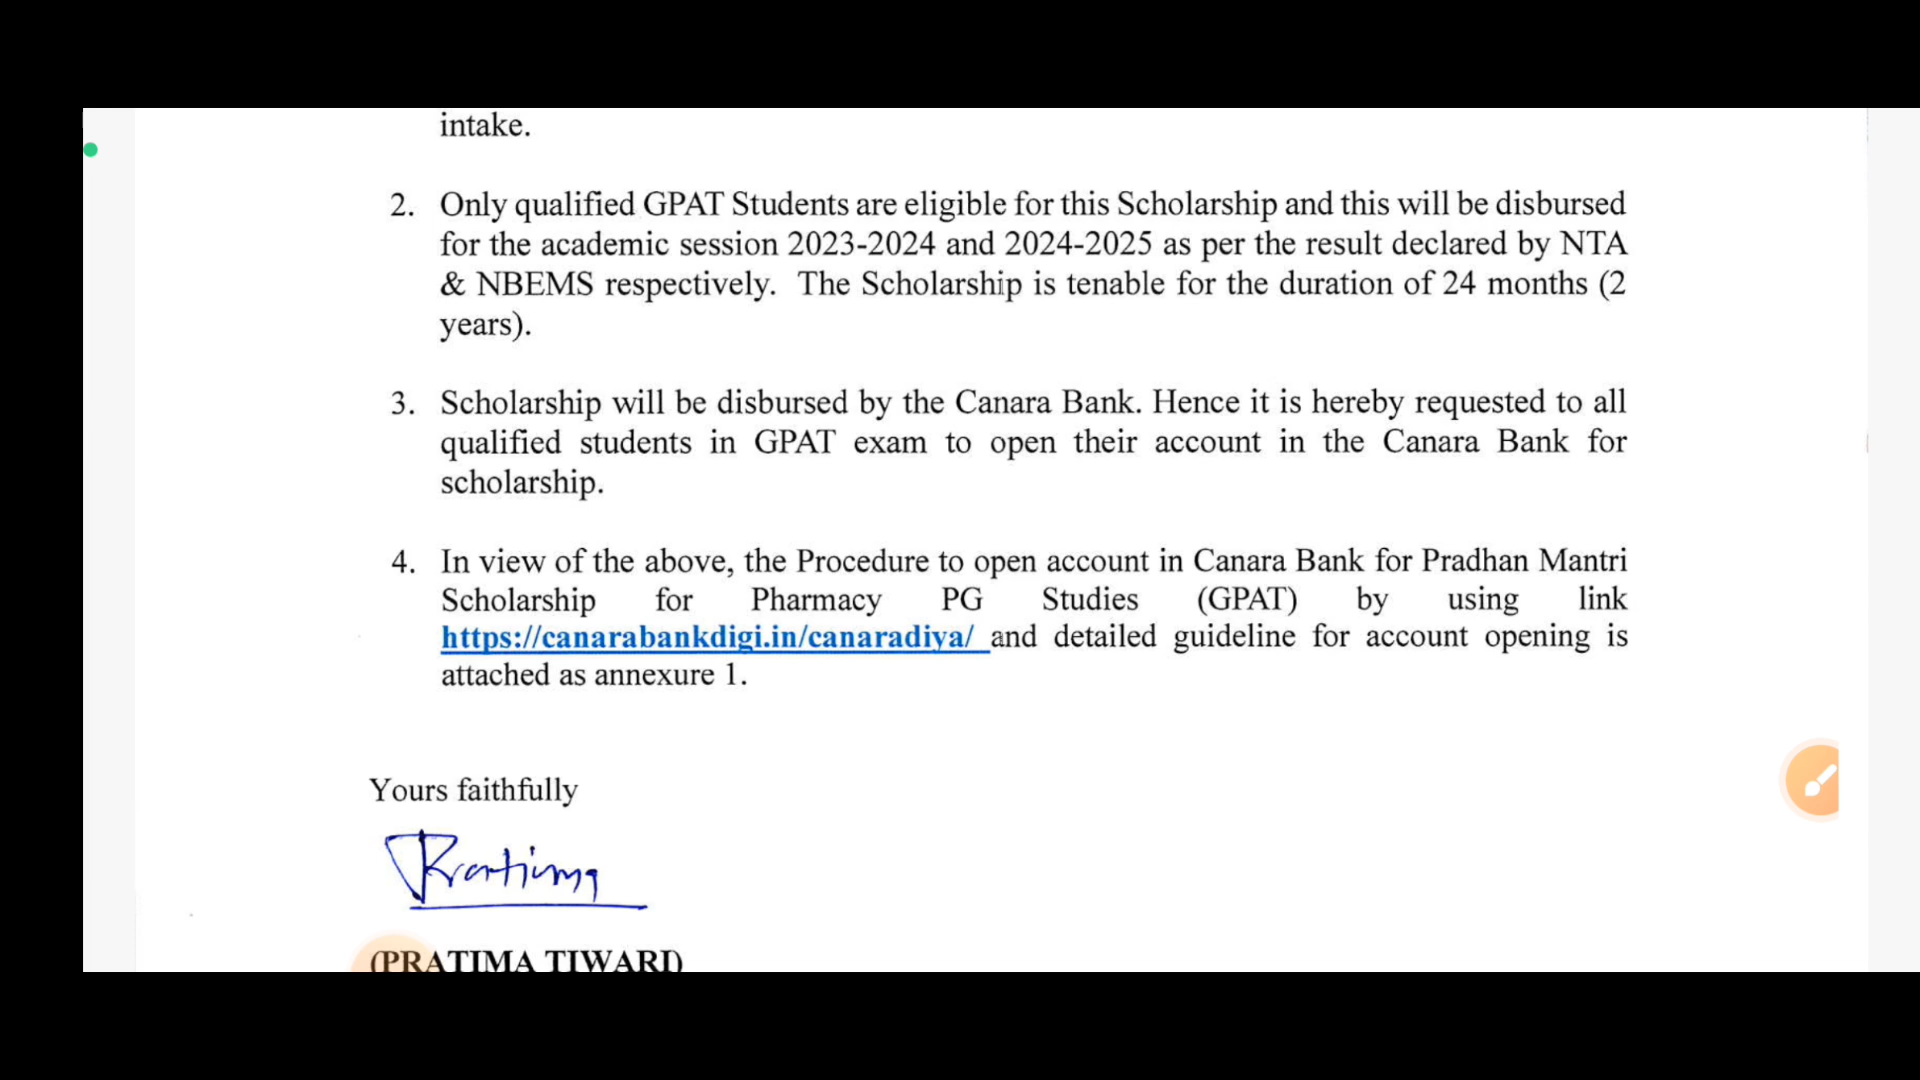 intake.
2. Only qualified GPAT Students are eligible for this Scholarship and this will be disbursed
for the academic session 2023-2024 and 2024-2025 as per the result declared by NTA
& NBEMS respectively. The Scholarship is tenable for the duration of 24 months (2
years).
3. Scholarship will be disbursed by the Canara Bank. Hence it is hereby requested to all
qualified students in GPAT exam to open their account in the Canara Bank for
scholarship.
4. In view of the above, the Procedure to open account in Canara Bank for Pradhan Mantri
Scholarship for Pharmacy PG Studies (GPAT) by using link
https://canarabankdigi.in/canaradiya/ and detailed guideline for account opening is
attached as annexure 1.
Yours faithfully
Pratima
(PRATIMA TIWARI)